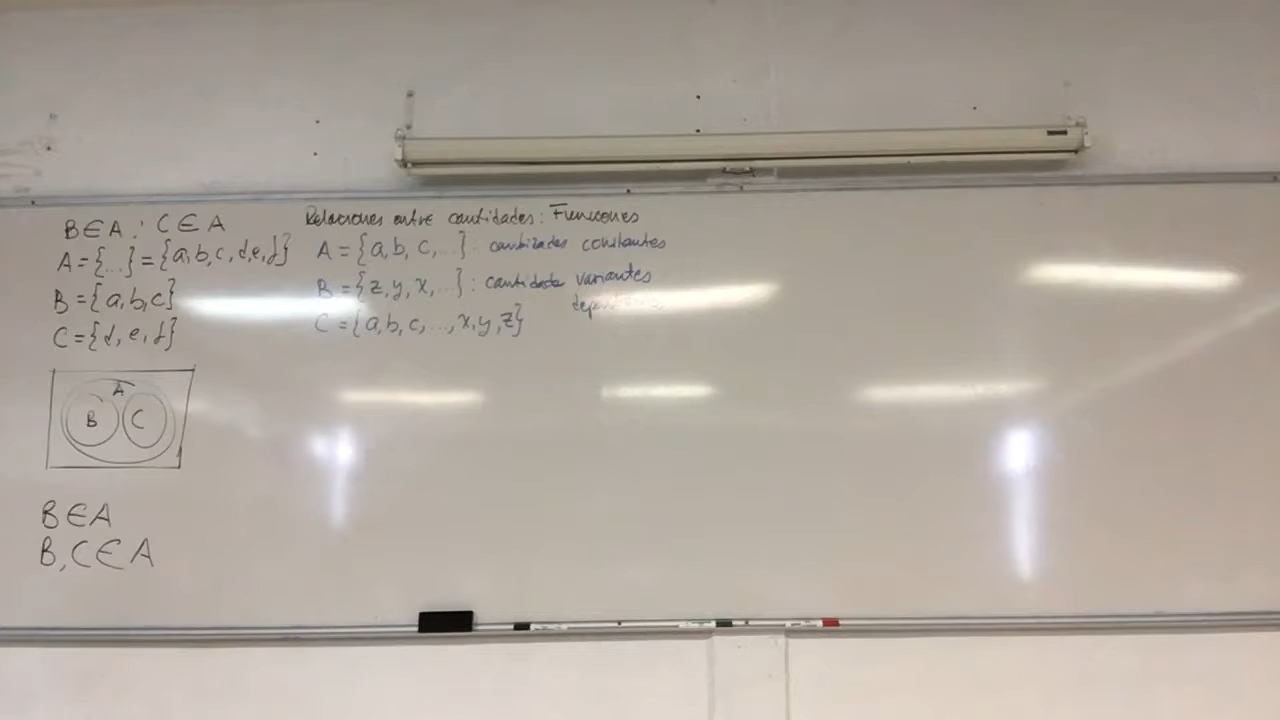 B∈A ∴ C∈A
A={...}={a,b,c,d,e,f}
B={a,b,c}
C={d,e,f}
A
B C
B∈A
B,C∈A
Relaciones entre cantidades: Funciones
A={a,b,c,...}: cantidades constantes
B={z,y,x,...}: cantidades variantes
C={a,b,c,...,x,y,z}